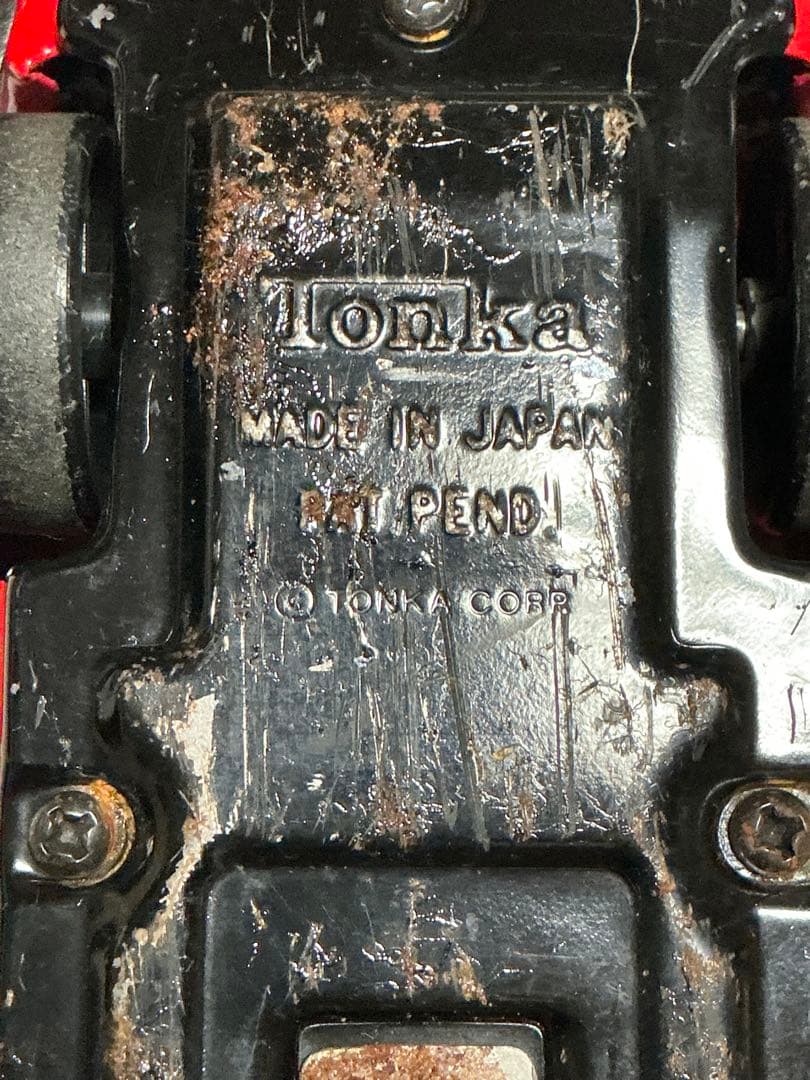 Tonka
MADE IN JAPAN
PAT. PEND.
© TONKA CORP.